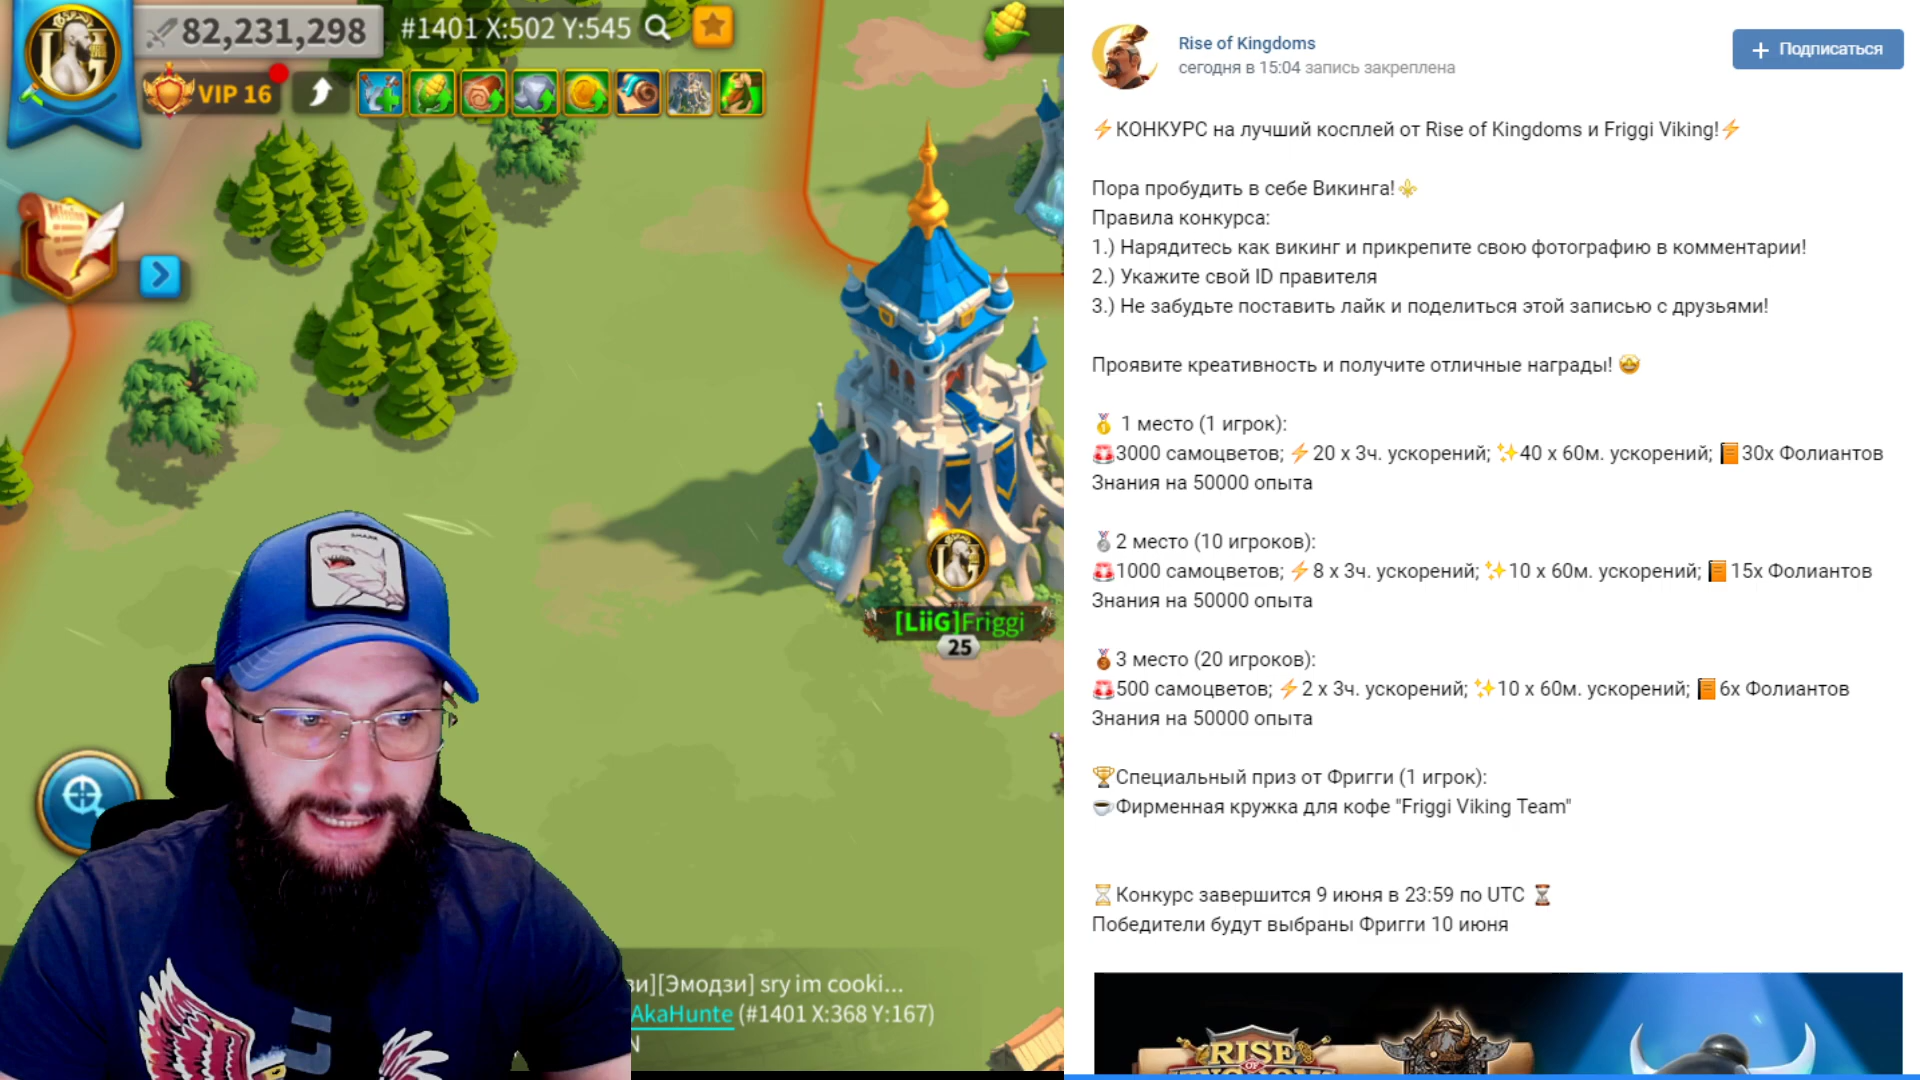 82,231,298
#1401 X:502 Y:545
VIP 16
Mission
SHARK
[LiiG]Friggi
25
[Эмодзи] sry im cooki...
AkaHunte (#1401 X:368 Y:167)
Rise of Kingdoms
сегодня в 15:04 запись закреплена
Подписаться
⚡КОНКУРС на лучший косплей от Rise of Kingdoms и Friggi Viking!⚡
Пора пробудить в себе Викинга!⚜
Правила конкурса:
1.) Нарядитесь как викинг и прикрепите свою фотографию в комментарии!
2.) Укажите свой ID правителя
3.) Не забудьте поставить лайк и поделиться этой записью с друзьями!
Проявите креативность и получите отличные награды! 🤩
🥇 1 место (1 игрок):
🚨3000 самоцветов; ⚡20 x 3ч. ускорений; ✨40 x 60м. ускорений; 📙30x Фолиантов
Знания на 50000 опыта
🥈2 место (10 игроков):
🚨1000 самоцветов; ⚡8 x 3ч. ускорений; ✨10 x 60м. ускорений; 📙15x Фолиантов
Знания на 50000 опыта
🥉3 место (20 игроков):
🚨500 самоцветов; ⚡2 x 3ч. ускорений; ✨10 x 60м. ускорений; 📙6x Фолиантов
Знания на 50000 опыта
🏆Специальный приз от Фригги (1 игрок):
☕Фирменная кружка для кофе "Friggi Viking Team"
⏳Конкурс завершится 9 июня в 23:59 по UTC ⌛
Победители будут выбраны Фригги 10 июня
RISE
OF